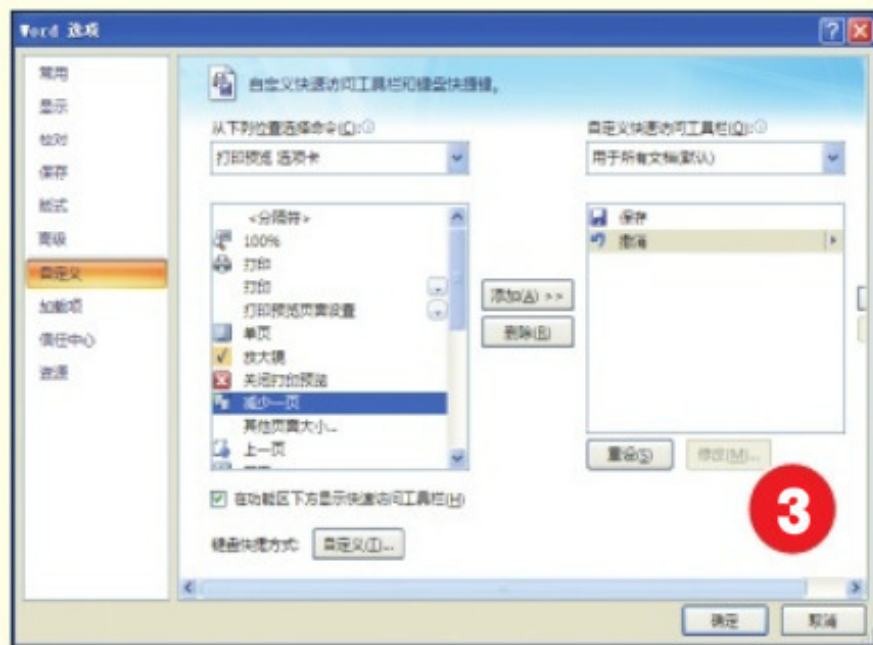 Word 选项
常用
显示
校对
保存
版式
高级
自定义
加载项
信任中心
资源
自定义快速访问工具栏和键盘快捷键。
从下列位置选择命令(C):
打印预览 选项卡
<分隔符>
100%
打印
打印
打印预览页面设置
单页
放大镜
关闭打印预览
减少一页
其他页面大小...
上一页
添加(A) >>
删除(R)
自定义快速访问工具栏(Q):
用于所有文档(默认)
保存
撤消
重设(S)
修改(M)...
在功能区下方显示快速访问工具栏(H)
键盘快捷方式:
自定义(T)...
3
确定
取消